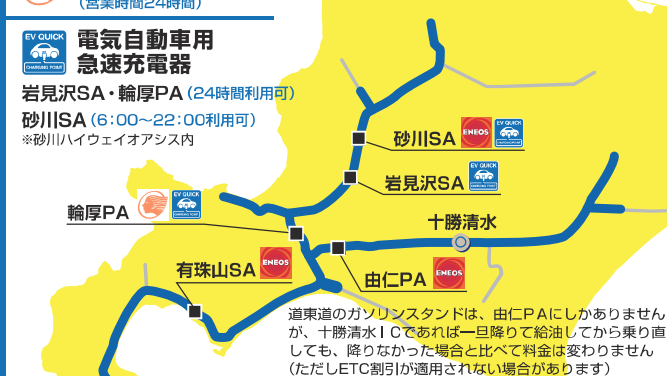 (営業時間24時間)
EV QUICK
CHARGING POINT
電気自動車用
急速充電器
岩見沢SA・輪厚PA(24時間利用可)
砂川SA(6:00～22:00利用可)
※砂川ハイウェイオアシス内
砂川SA ENEOS EV QUICK
岩見沢SA EV QUICK
輪厚PA EV QUICK
十勝清水
有珠山SA ENEOS
由仁PA ENEOS
道東道のガソリンスタンドは、由仁PAにしかありません
が、十勝清水ICであれば一旦降りて給油してから乗り直
しても、降りなかった場合と比べて料金は変わりません
(ただしETC割引が適用されない場合があります)